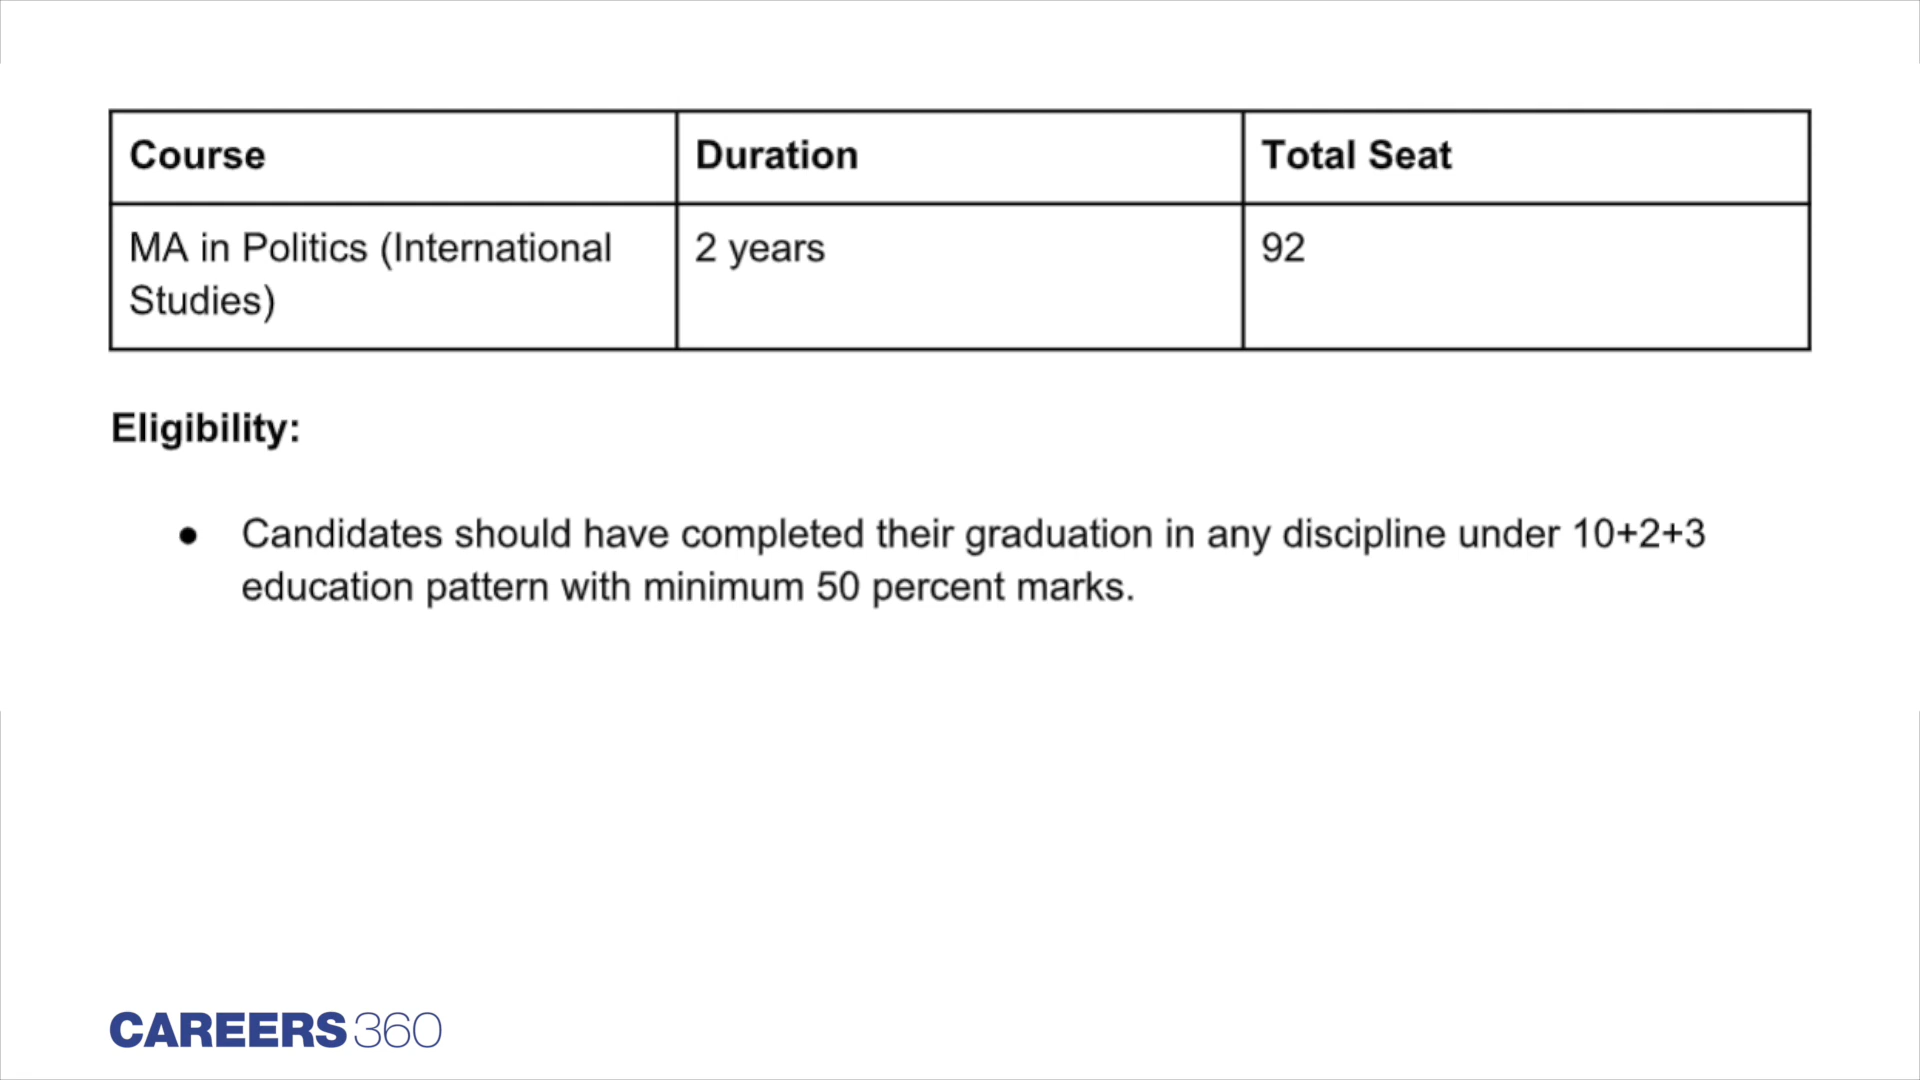 Course Duration Total Seat
MA in Politics (International 2 years 92
Studies)
Eligibility:
● Candidates should have completed their graduation in any discipline under 10+2+3
education pattern with minimum 50 percent marks.
CAREERS360